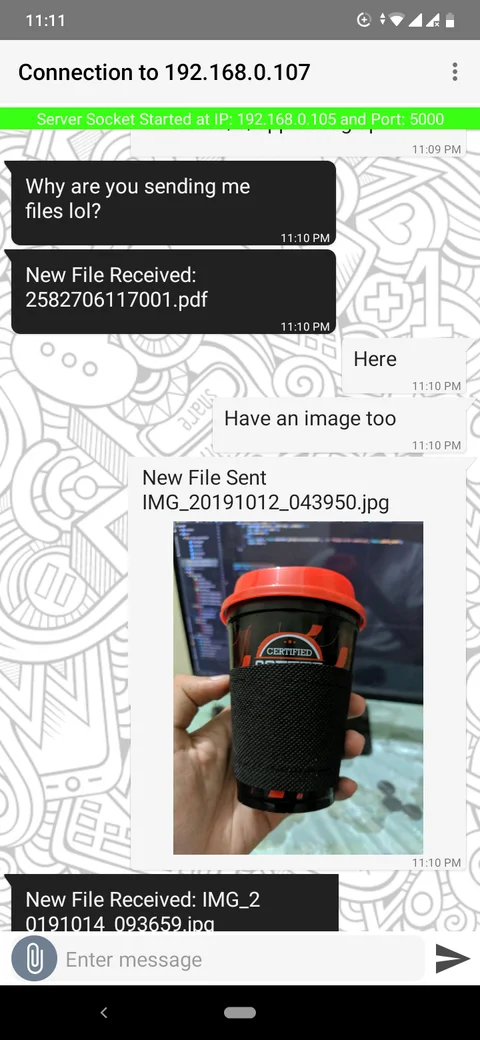 11:11
Connection to 192.168.0.107
Server Socket Started at IP: 192.168.0.105 and Port: 5000
11:09 PM
Why are you sending me
files lol?
11:10 PM
New File Received:
2582706117001.pdf
11:10 PM
Here
11:10 PM
Have an image too
11:10 PM
New File Sent
IMG_20191012_043950.jpg
CERTIFIED
11:10 PM
New File Received: IMG_2
0191014_093659.jpg
Enter message